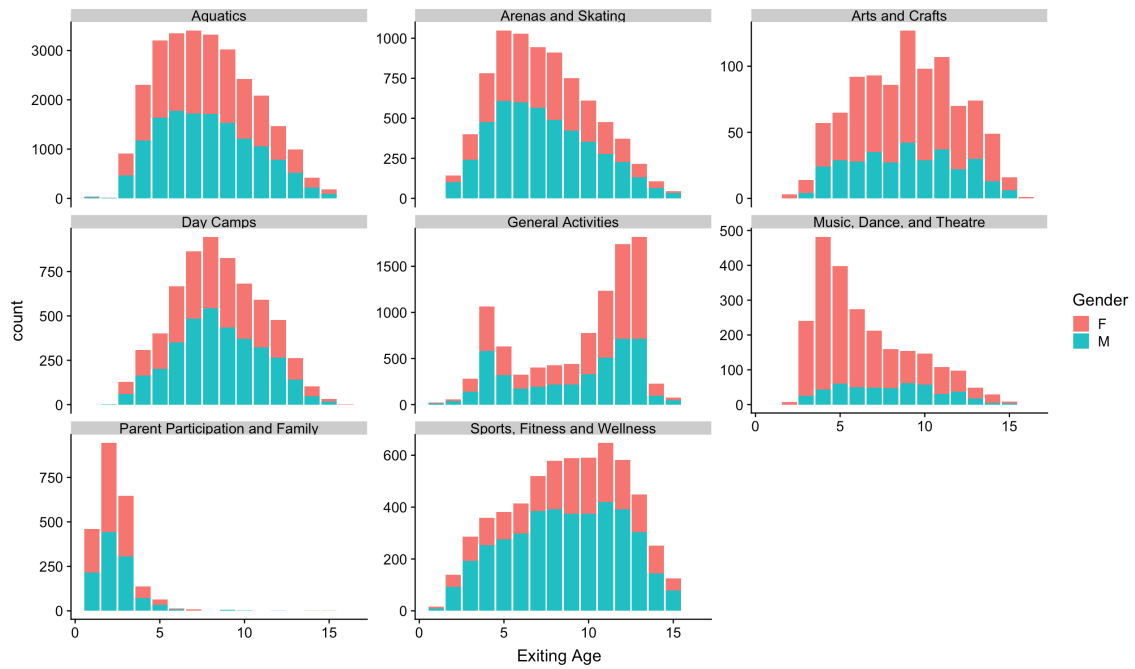 Aquatics
Arenas and Skating
Arts and Crafts
3000
2000
1000
0
1000
750
500
250
0
100
50
0
Day Camps
General Activities
Music, Dance, and Theatre
750
500
250
0
1500
1000
500
0
500
400
300
200
100
0
0 5 10 15
Parent Participation and Family
Sports, Fitness and Wellness
750
500
250
0
600
400
200
0
0 5 10 15
0 5 10 15
count
Exiting Age
Gender
F
M